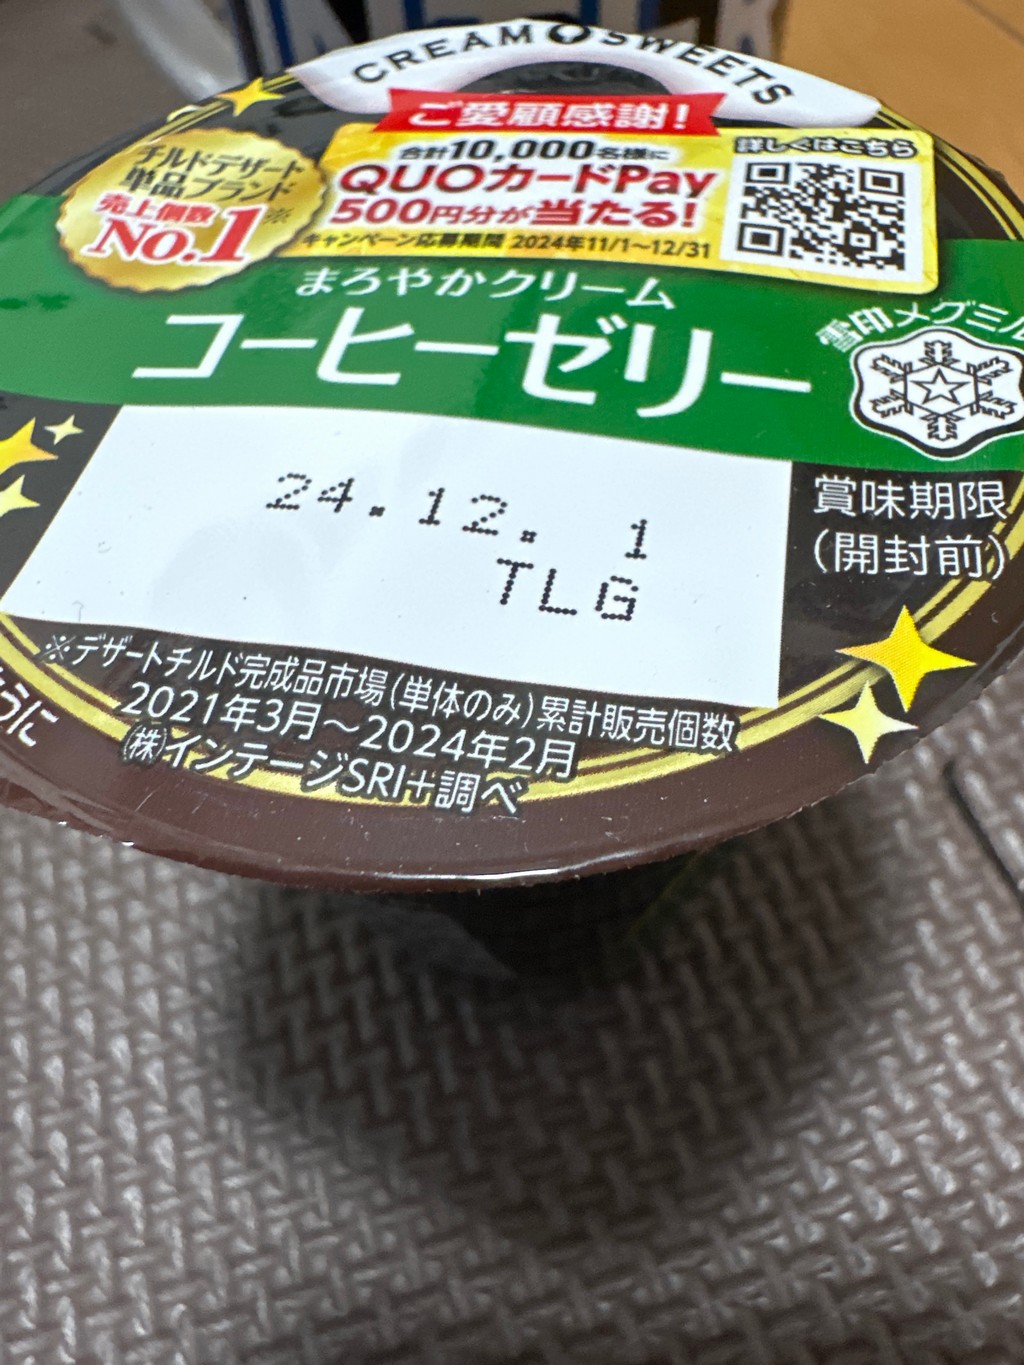 CREAM SWEETS
ご愛顧感謝!
合計10,000名様に
QUOカードPay
500円分が当たる!
キャンペーン応募期間 2024年11/1〜12/31
詳しくはこちら
チルドデザート
単品ブランド
売上個数※
No.1
まろやかクリーム
コーヒーゼリー
雪印メグミル
24.12. 1
TLG
賞味期限
(開封前)
※デザートチルド完成品市場(単体のみ)累計販売個数
2021年3月〜2024年2月
㈱インテージSRI+調べ
うに